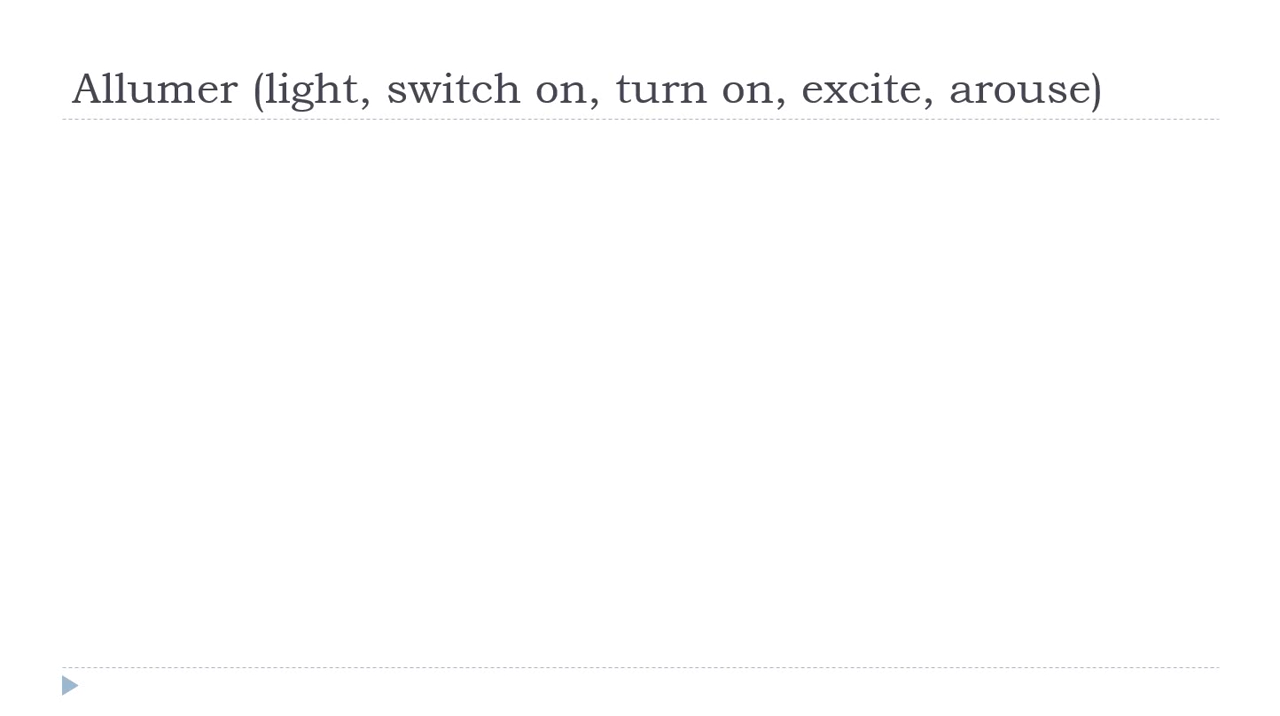 Allumer (light, switch on, turn on, excite, arouse)